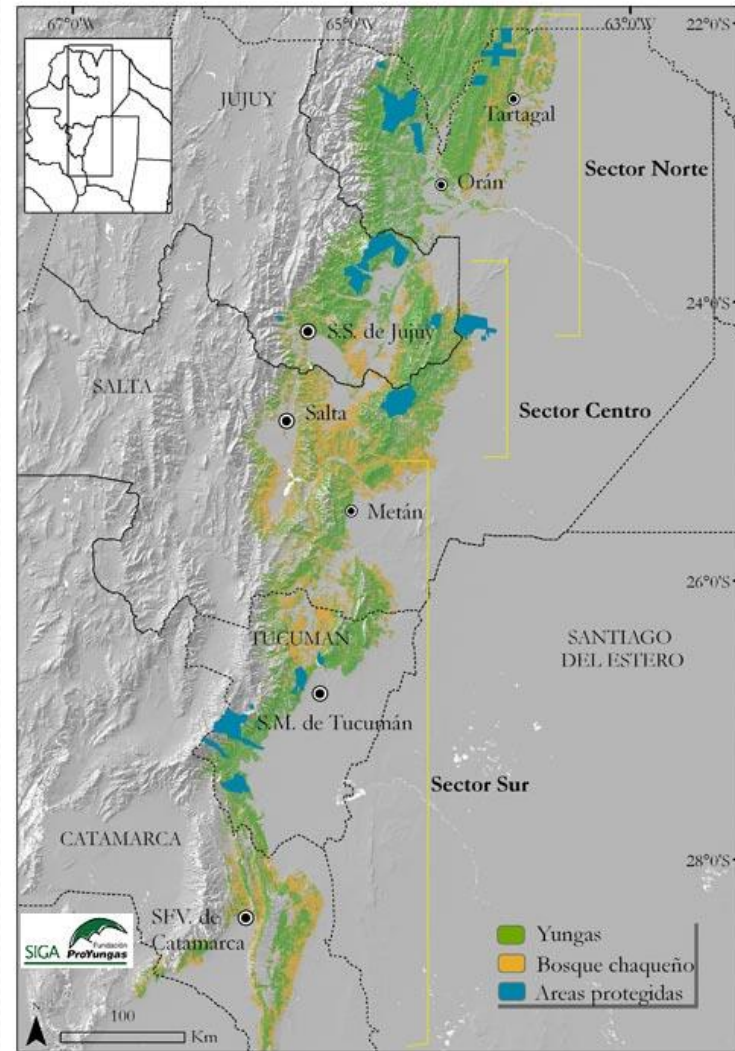 67°0'W
65°0'W
63°0'W
22°0'S
JUJUY
Tartagal
Orán
Sector Norte
24°0'S
S.S. de Jujuy
SALTA
Salta
Sector Centro
Metán
26°0'S
TUCUMAN
SANTIAGO
DEL ESTERO
S.M. de Tucumán
Sector Sur
CATAMARCA
28°0'S
SFV. de
Catamarca
SIGA
Fundación
ProYungas
Yungas
Bosque chaqueño
Areas protegidas
N
100
Km